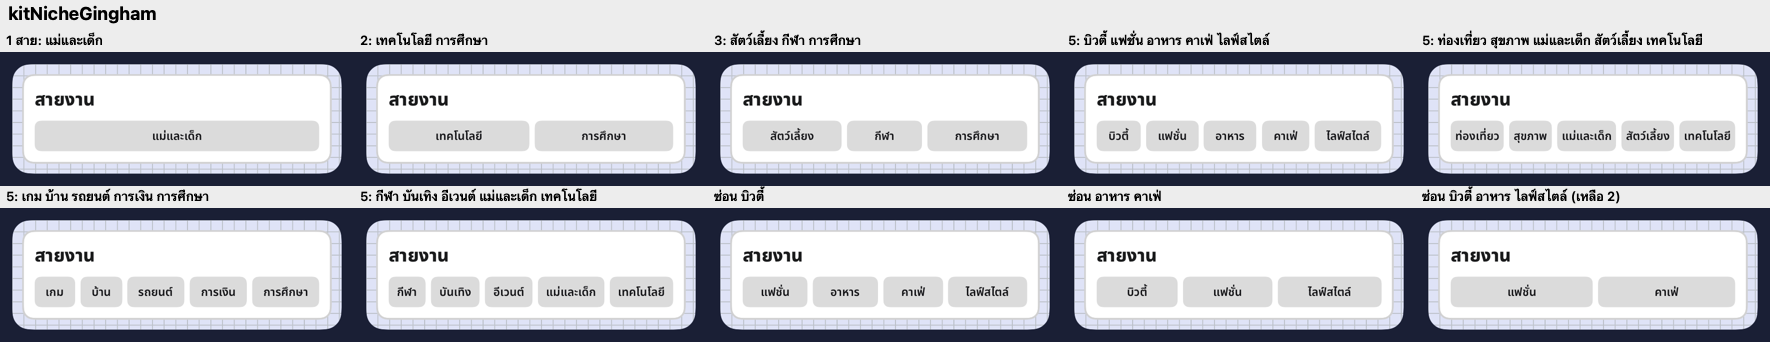 kitNicheGingham
1 สาย: แม่และเด็ก
2: เทคโนโลยี การศึกษา
3: สัตว์เลี้ยง กีฬา การศึกษา
5: บิวตี้ แฟชั่น อาหาร คาเฟ่ ไลฟ์สไตล์
5: ท่องเที่ยว สุขภาพ แม่และเด็ก สัตว์เลี้ยง เทคโนโลยี
สายงาน
แม่และเด็ก
สายงาน
เทคโนโลยี การศึกษา
สายงาน
สัตว์เลี้ยง กีฬา การศึกษา
สายงาน
บิวตี้ แฟชั่น อาหาร คาเฟ่ ไลฟ์สไตล์
สายงาน
ท่องเที่ยว สุขภาพ แม่และเด็ก สัตว์เลี้ยง เทคโนโลยี
5: เกม บ้าน รถยนต์ การเงิน การศึกษา
5: กีฬา บันเทิง อีเวนต์ แม่และเด็ก เทคโนโลยี
ซ่อน บิวตี้
ซ่อน อาหาร คาเฟ่
ซ่อน บิวตี้ อาหาร ไลฟ์สไตล์ (เหลือ 2)
สายงาน
เกม บ้าน รถยนต์ การเงิน การศึกษา
สายงาน
กีฬา บันเทิง อีเวนต์ แม่และเด็ก เทคโนโลยี
สายงาน
แฟชั่น อาหาร คาเฟ่ ไลฟ์สไตล์
สายงาน
บิวตี้ แฟชั่น ไลฟ์สไตล์
สายงาน
แฟชั่น คาเฟ่